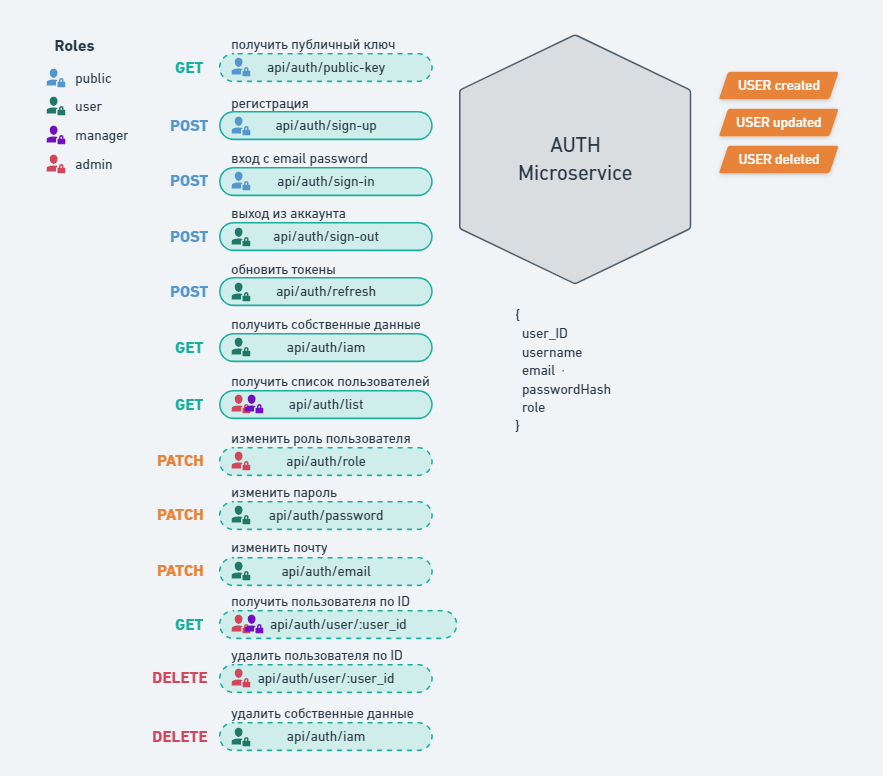 Roles
public
user
manager
admin
получить публичный ключ
GET api/auth/public-key
регистрация
POST api/auth/sign-up
вход с email password
POST api/auth/sign-in
выход из аккаунта
POST api/auth/sign-out
обновить токены
POST api/auth/refresh
получить собственные данные
GET api/auth/iam
получить список пользователей
GET api/auth/list
изменить роль пользователя
PATCH api/auth/role
изменить пароль
PATCH api/auth/password
изменить почту
PATCH api/auth/email
получить пользователя по ID
GET api/auth/user/:user_id
удалить пользователя по ID
DELETE api/auth/user/:user_id
удалить собственные данные
DELETE api/auth/iam
AUTH
Microservice
{
user_ID
username
email ·
passwordHash
role
}
USER created
USER updated
USER deleted